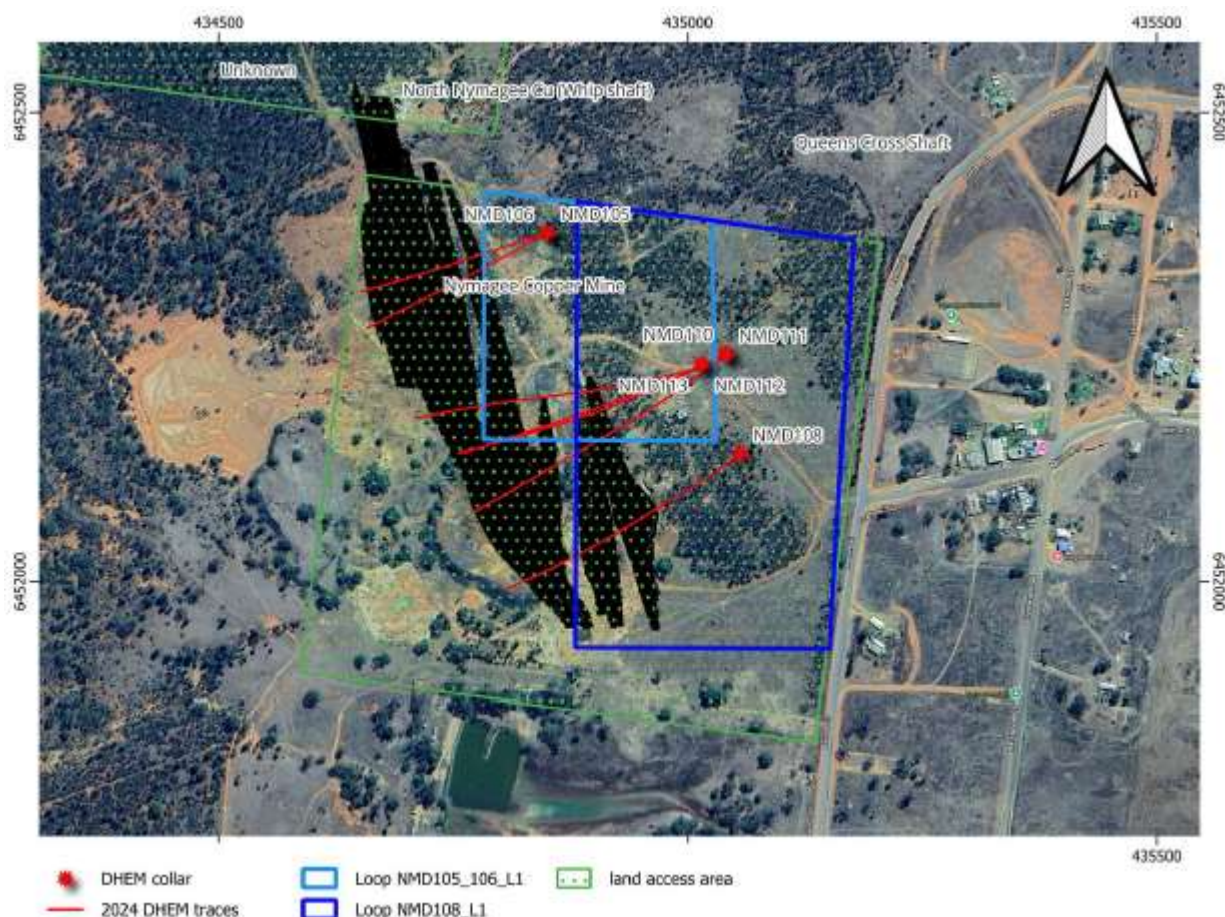 434500 435000 435500
6452500 6452500
6452000 6452000
435500
Unknown
North Nymagee Cu (Whip shaft)
Queens Cross Shaft
NMD106 NMD105
Nymagee Copper Mine
NMD110 NMD111
NMD113 NMD112
NMD108
DHEM collar
2024 DHEM traces
Loop NMD105_106_L1
Loop NMD108_L1
land access area